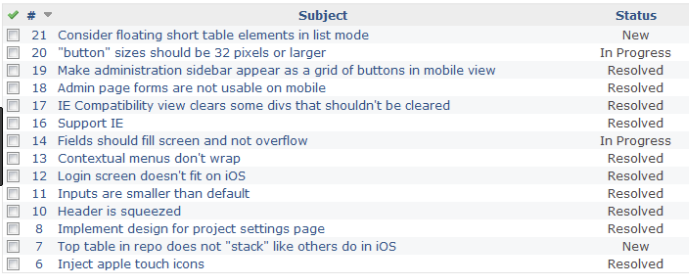 # Subject Status
21 Consider floating short table elements in list mode New
20 "button" sizes should be 32 pixels or larger In Progress
19 Make administration sidebar appear as a grid of buttons in mobile view Resolved
18 Admin page forms are not usable on mobile Resolved
17 IE Compatibility view clears some divs that shouldn't be cleared Resolved
16 Support IE Resolved
14 Fields should fill screen and not overflow In Progress
13 Contextual menus don't wrap Resolved
12 Login screen doesn't fit on iOS Resolved
11 Inputs are smaller than default Resolved
10 Header is squeezed Resolved
8 Implement design for project settings page Resolved
7 Top table in repo does not "stack" like others do in iOS New
6 Inject apple touch icons Resolved